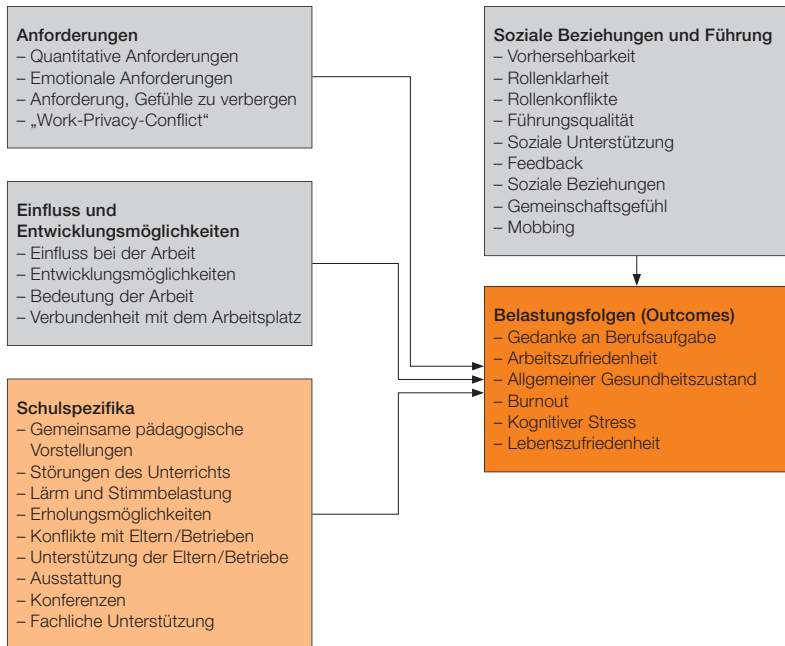 Anforderungen
– Quantitative Anforderungen
– Emotionale Anforderungen
– Anforderung, Gefühle zu verbergen
– „Work-Privacy-Conflict“
Einfluss und
Entwicklungsmöglichkeiten
– Einfluss bei der Arbeit
– Entwicklungsmöglichkeiten
– Bedeutung der Arbeit
– Verbundenheit mit dem Arbeitsplatz
Schulspezifika
– Gemeinsame pädagogische
Vorstellungen
– Störungen des Unterrichts
– Lärm und Stimmbelastung
– Erholungsmöglichkeiten
– Konflikte mit Eltern/Betrieben
– Unterstützung der Eltern/Betriebe
– Ausstattung
– Konferenzen
– Fachliche Unterstützung
Soziale Beziehungen und Führung
– Vorhersehbarkeit
– Rollenklarheit
– Rollenkonflikte
– Führungsqualität
– Soziale Unterstützung
– Feedback
– Soziale Beziehungen
– Gemeinschaftsgefühl
– Mobbing
Belastungsfolgen (Outcomes)
– Gedanke an Berufsaufgabe
– Arbeitszufriedenheit
– Allgemeiner Gesundheitszustand
– Burnout
– Kognitiver Stress
– Lebenszufriedenheit